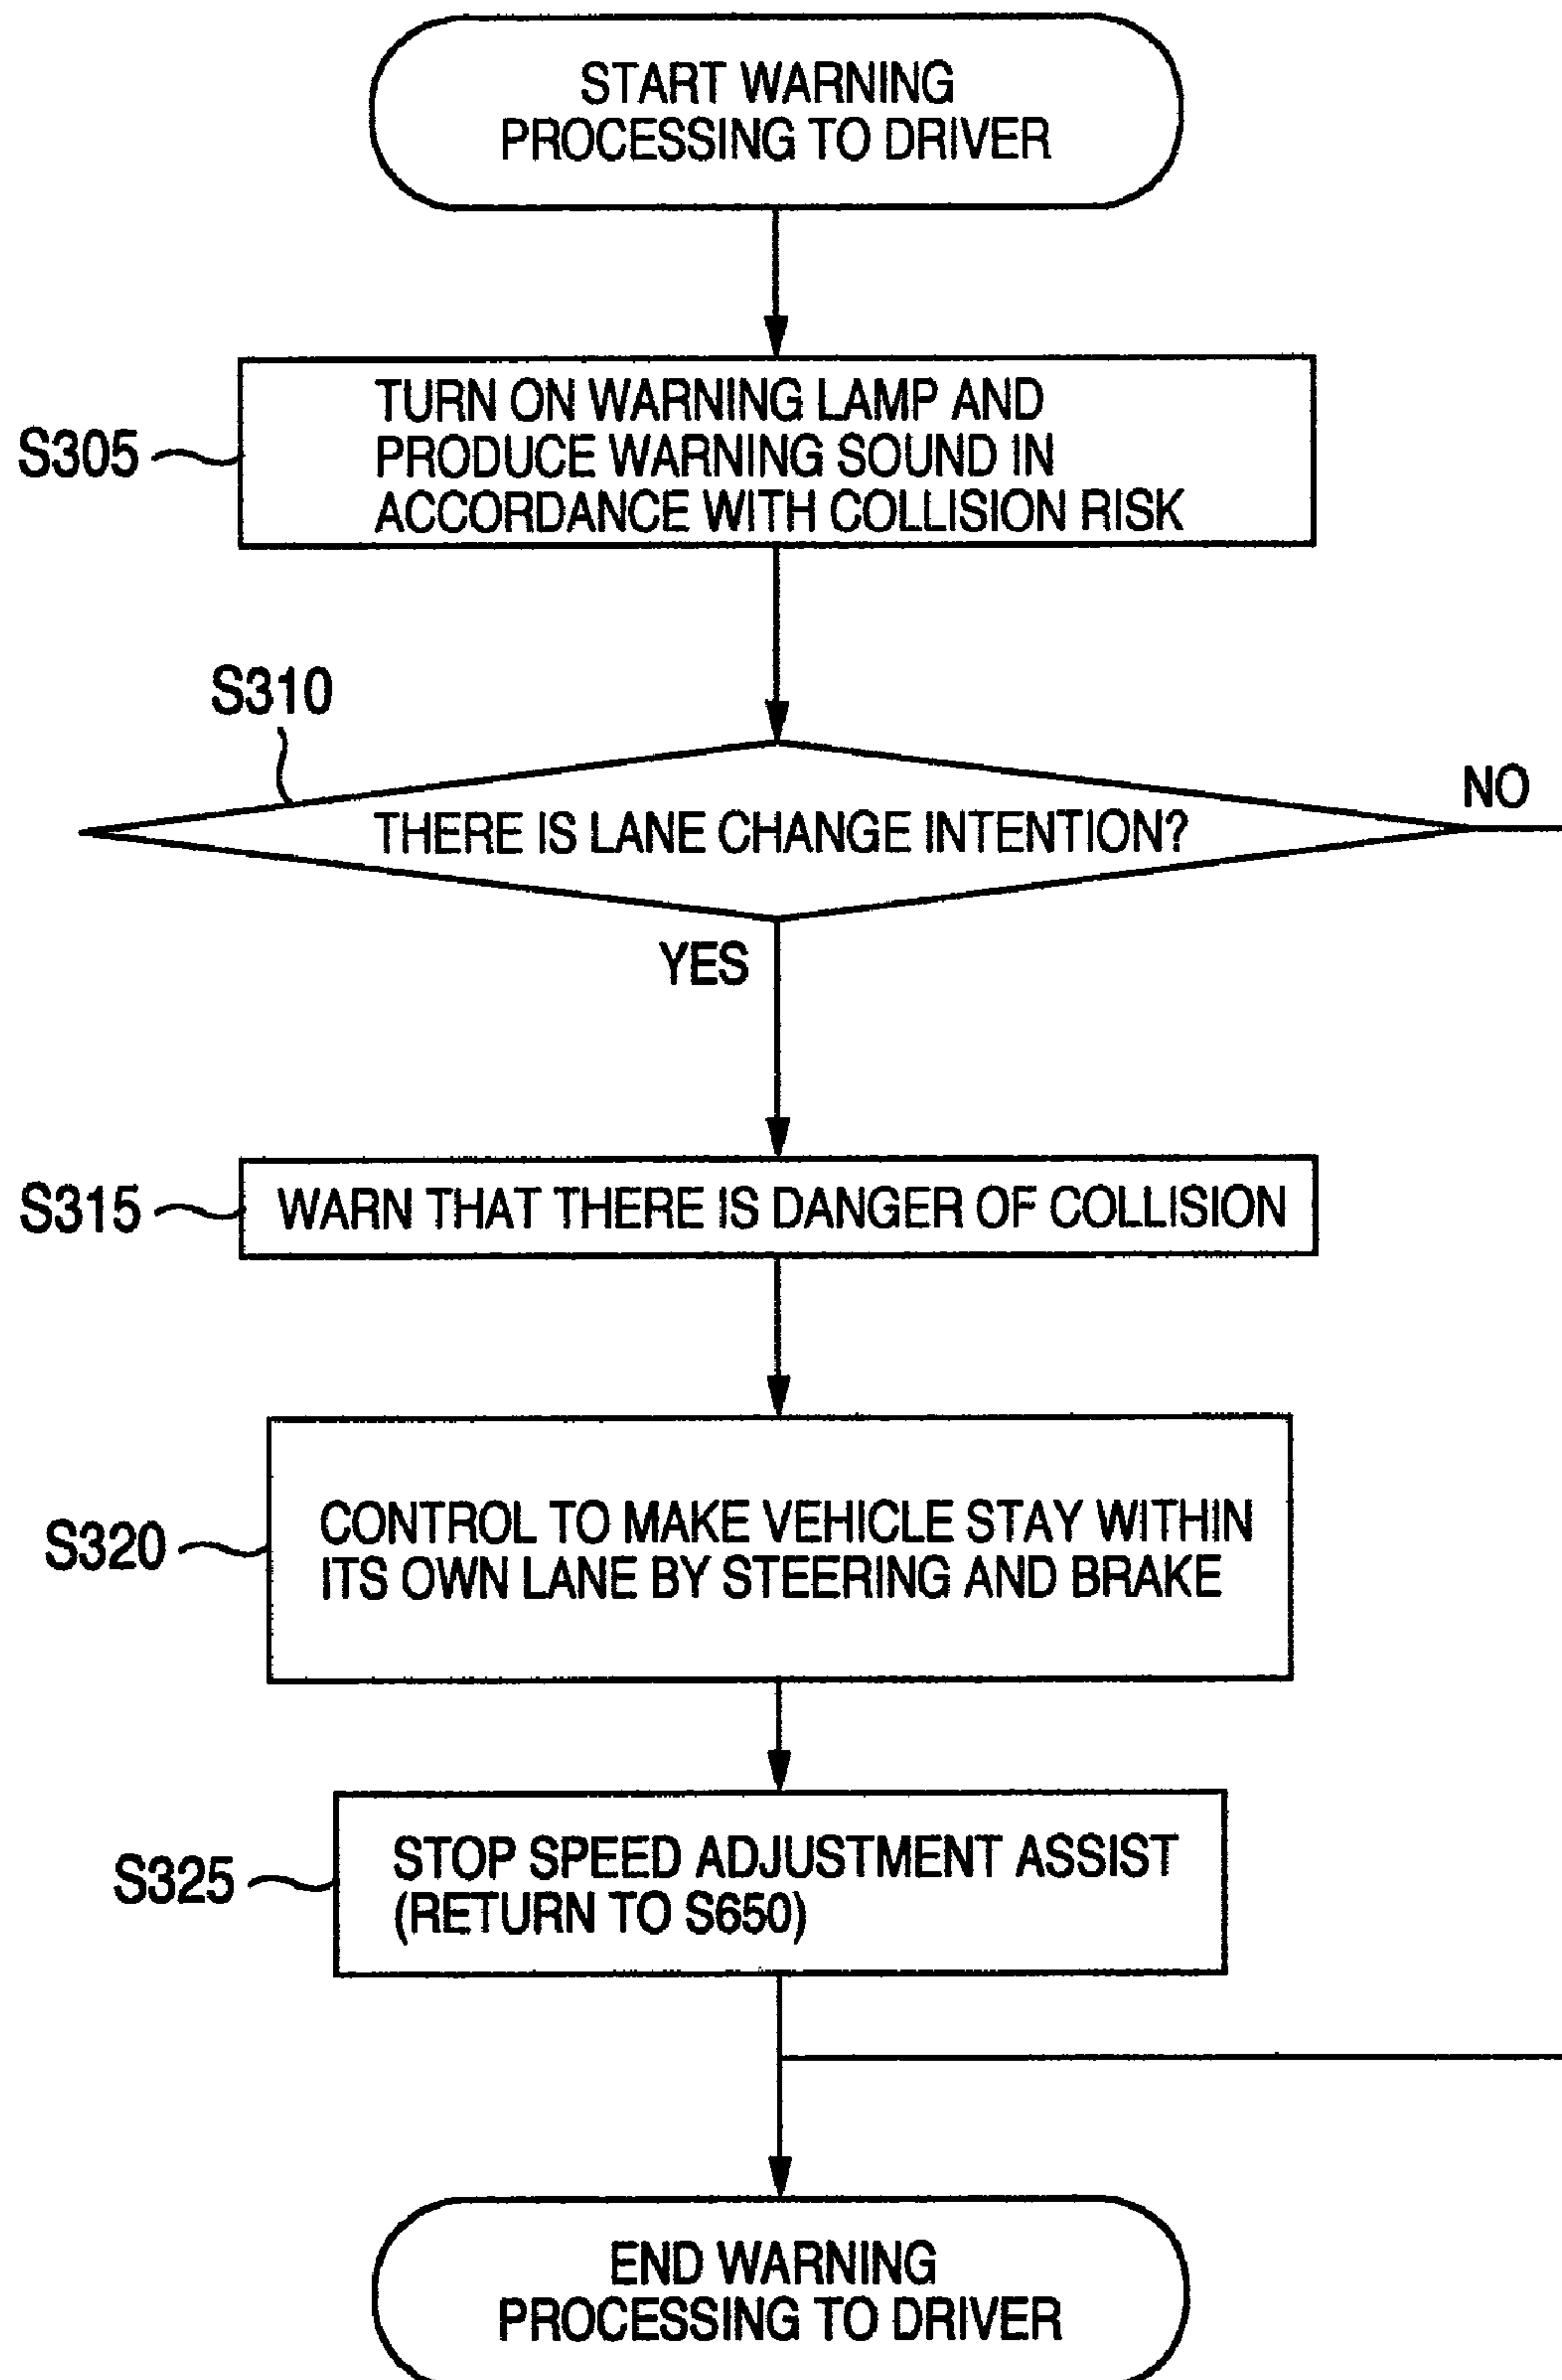 START WARNING
PROCESSING TO DRIVER
S305
TURN ON WARNING LAMP AND
PRODUCE WARNING SOUND IN
ACCORDANCE WITH COLLISION RISK
S310
THERE IS LANE CHANGE INTENTION?
NO
YES
S315
WARN THAT THERE IS DANGER OF COLLISION
S320
CONTROL TO MAKE VEHICLE STAY WITHIN
ITS OWN LANE BY STEERING AND BRAKE
S325
STOP SPEED ADJUSTMENT ASSIST
(RETURN TO S650)
END WARNING
PROCESSING TO DRIVER